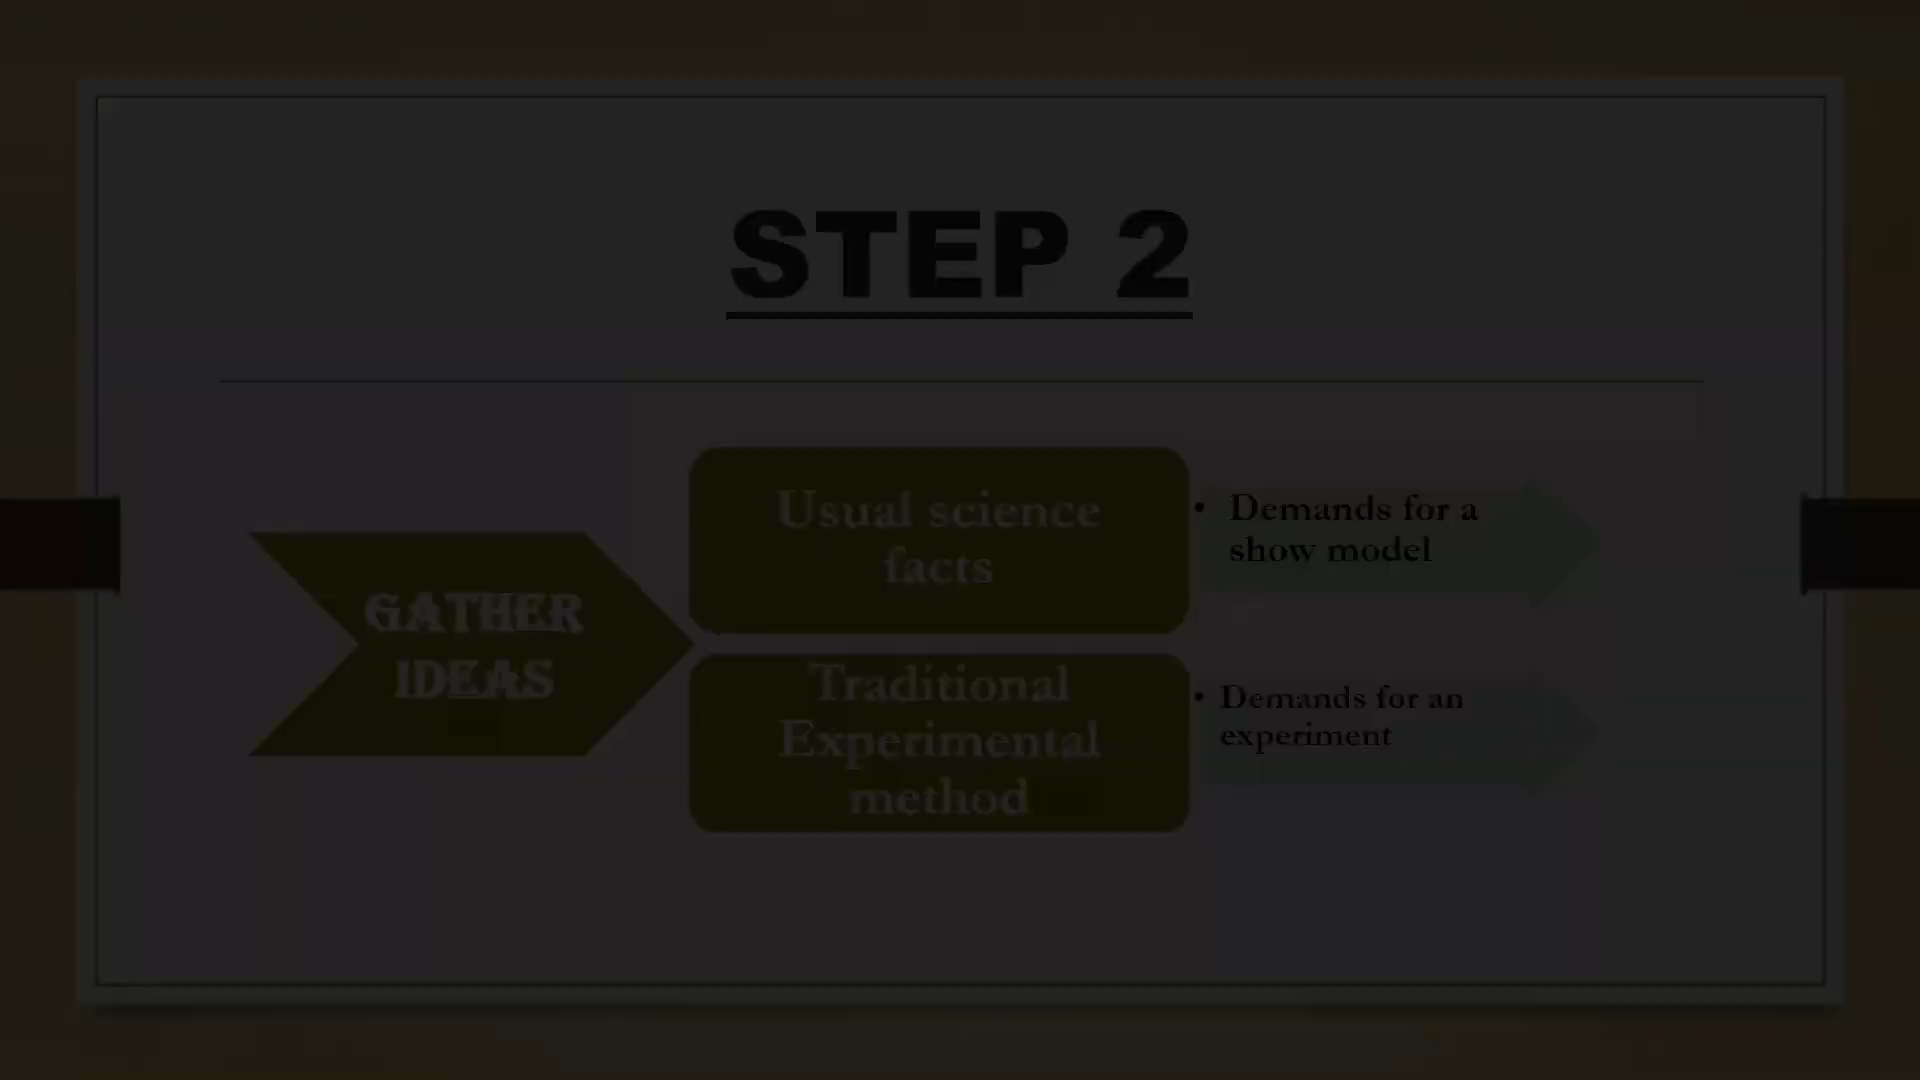 STEP 2
GATHER
IDEAS
Usual science
facts
• Demands for a
show model
Traditional
Experimental
method
• Demands for an
experiment